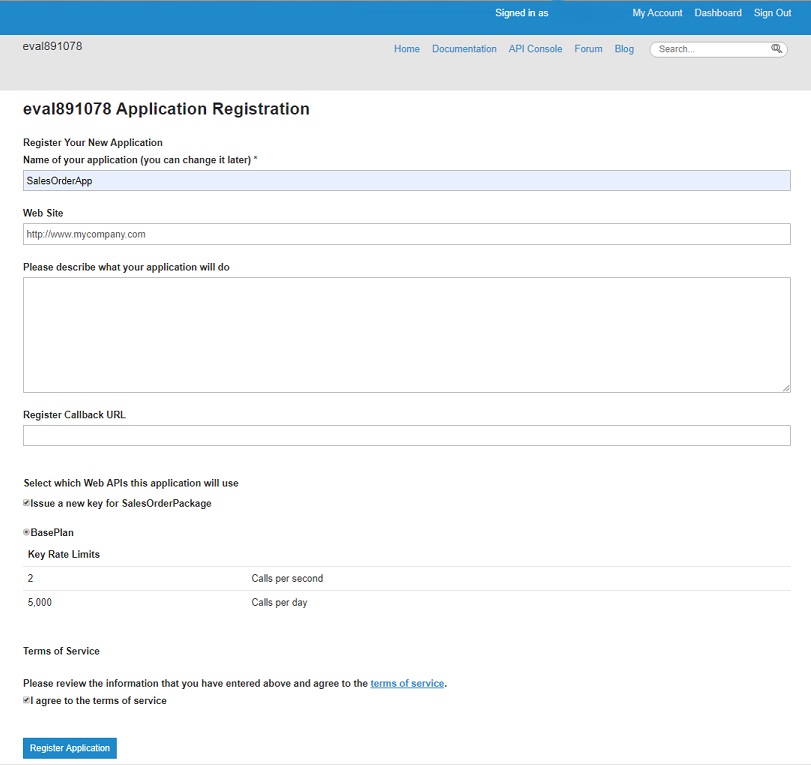 Signed in as
My Account Dashboard Sign Out
eval891078
Home Documentation API Console Forum Blog Search...
eval891078 Application Registration
Register Your New Application
Name of your application (you can change it later) *
SalesOrderApp
Web Site
http://www.mycompany.com
Please describe what your application will do
Register Callback URL
Select which Web APIs this application will use
Issue a new key for SalesOrderPackage
BasePlan
Key Rate Limits
2 Calls per second
5,000 Calls per day
Terms of Service
Please review the information that you have entered above and agree to the terms of service.
I agree to the terms of service
Register Application